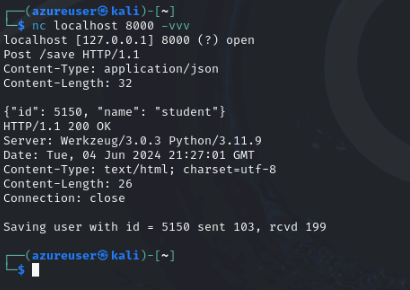 ┌──(azureuser㉿kali)-[~]
└─$ nc localhost 8000 -vvv
localhost [127.0.0.1] 8000 (?) open
Post /save HTTP/1.1
Content-Type: application/json
Content-Length: 32

{"id": 5150, "name": "student"}
HTTP/1.1 200 OK
Server: Werkzeug/3.0.3 Python/3.11.9
Date: Tue, 04 Jun 2024 21:27:01 GMT
Content-Type: text/html; charset=utf-8
Content-Length: 26
Connection: close

Saving user with id = 5150 sent 103, rcvd 199

┌──(azureuser㉿kali)-[~]
└─$